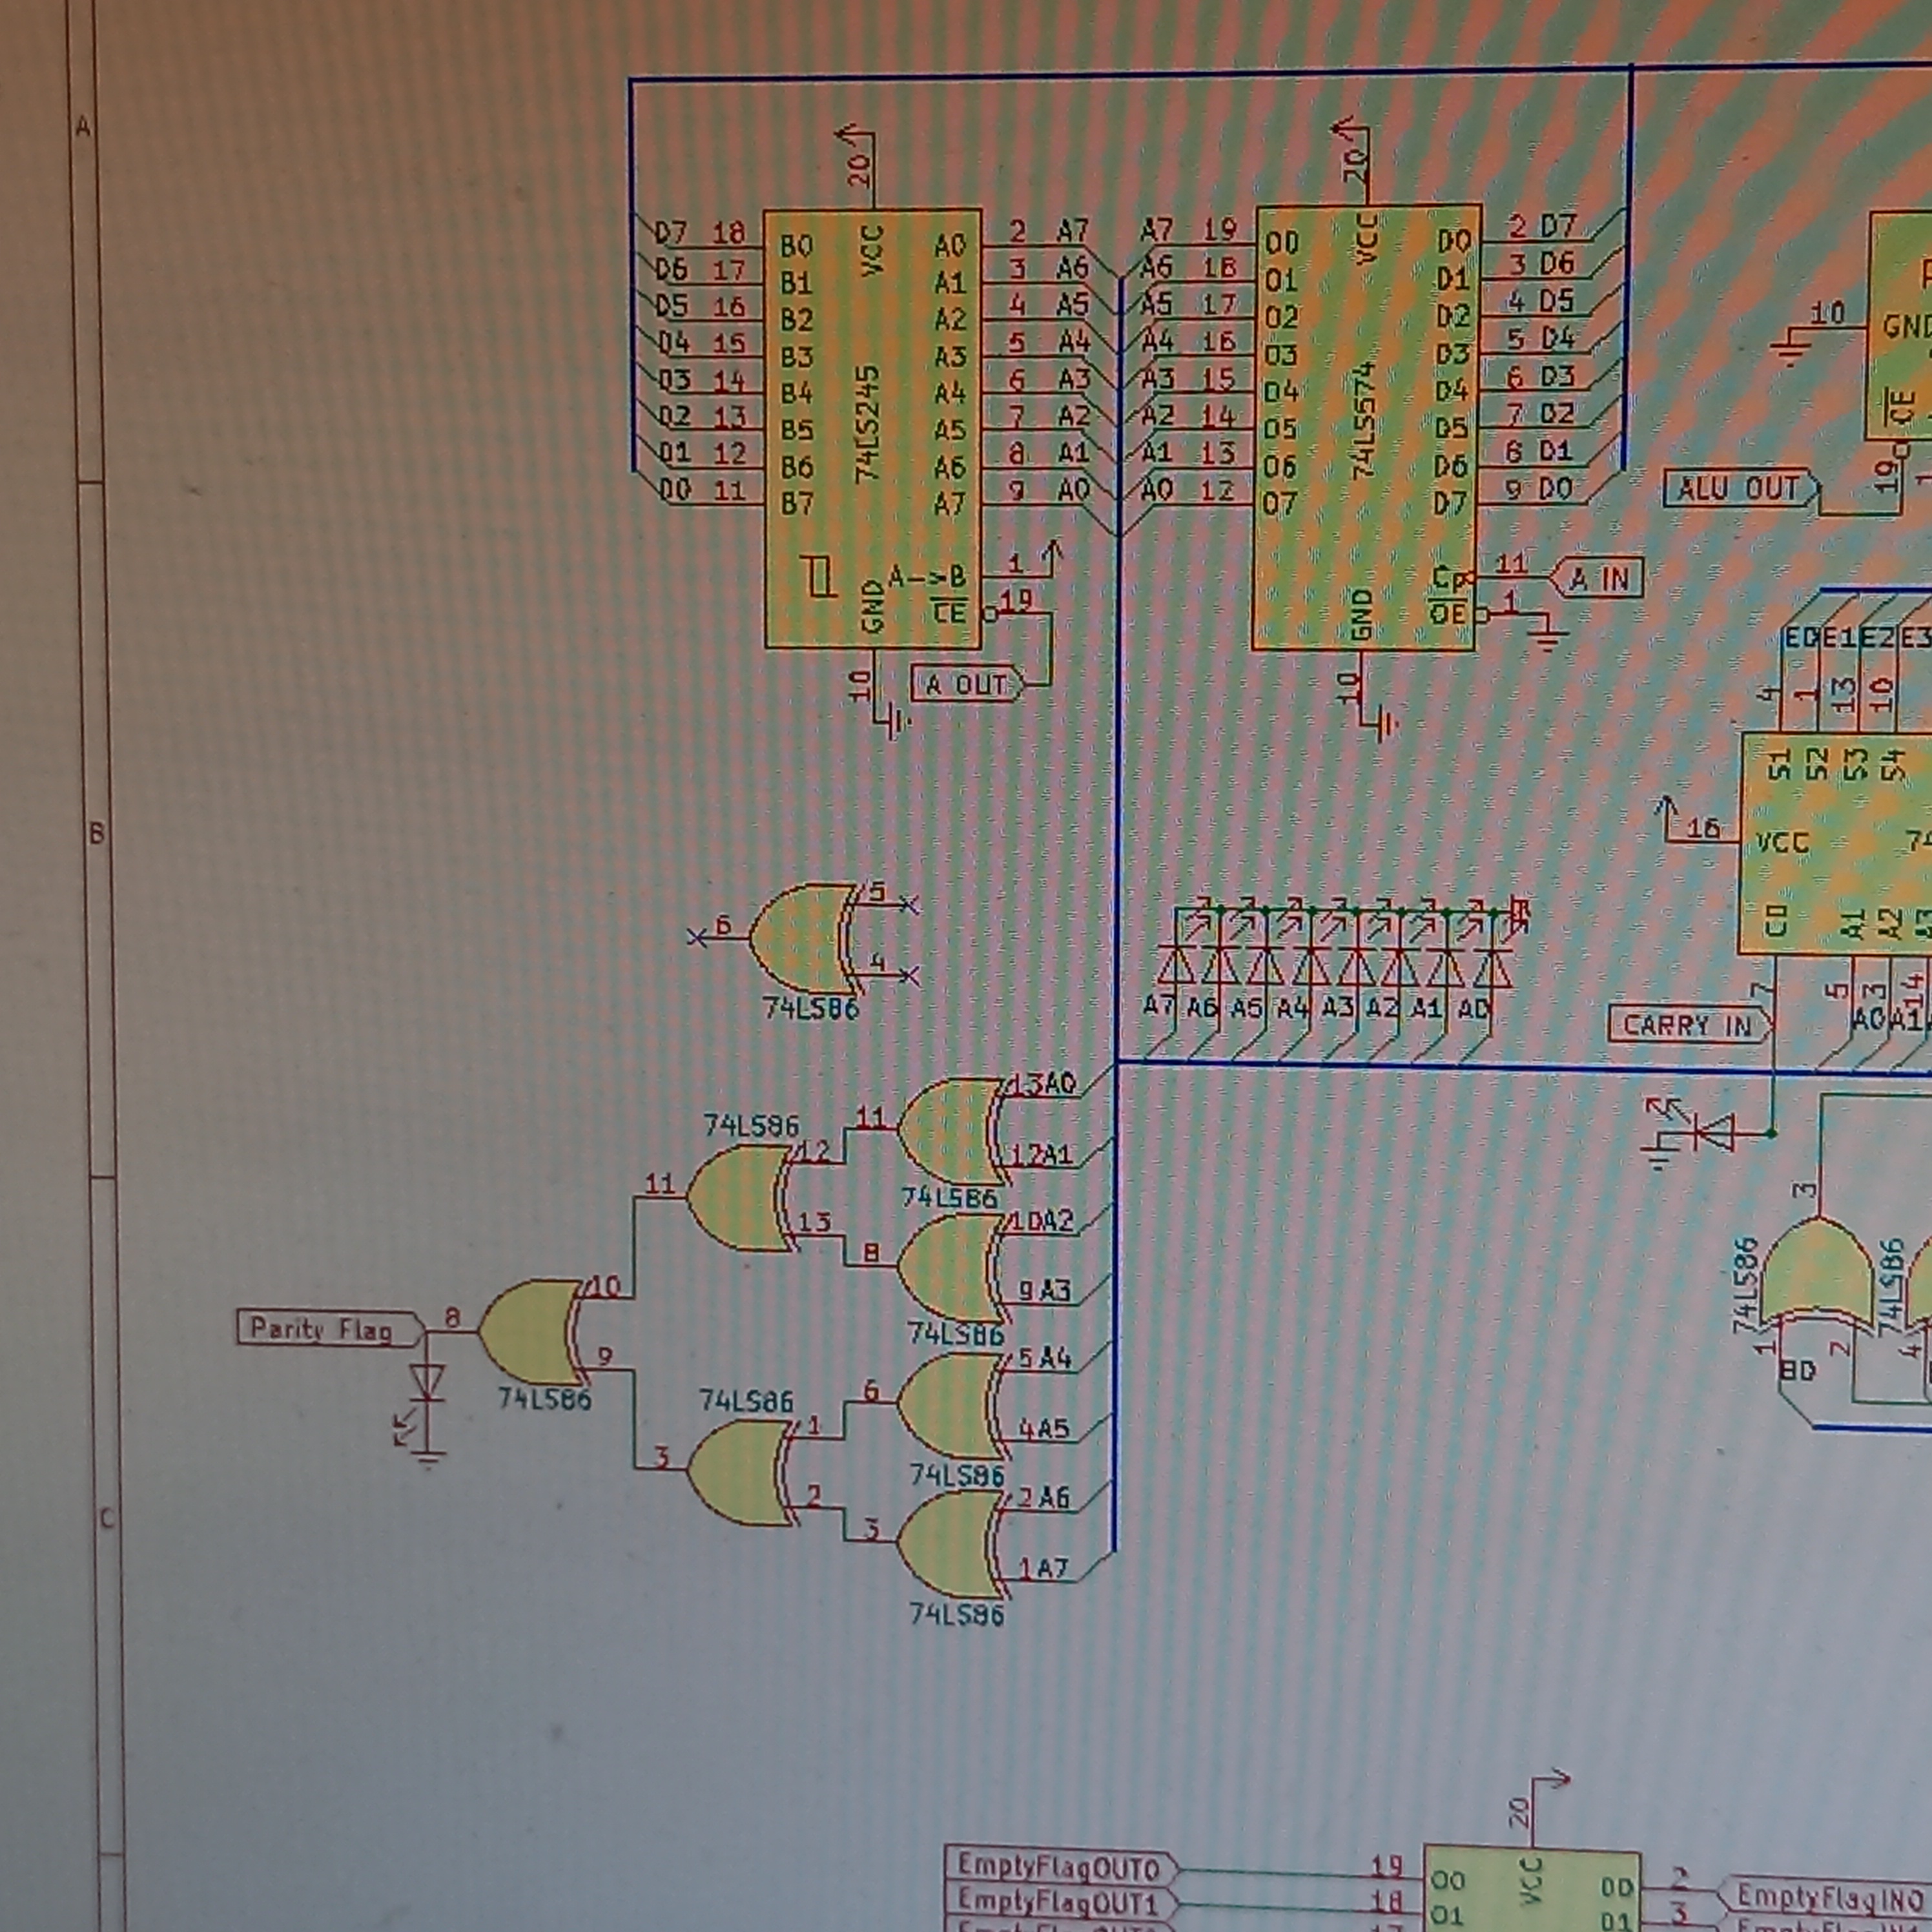 A
20
20
D7 18 B0 VCC A0 2 A7
A7 19 O0 VCC D0 2 D7
D6 17 B1 A1 3 A6
A6 18 O1 D1 3 D6
D5 16 B2 A2 4 A5
A5 17 O2 D2 4 D5
D4 15 B3 A3 5 A4
A4 16 O3 D3 5 D4
D3 14 B4 A4 6 A3
A3 15 O4 D4 6 D3
D2 13 B5 A5 7 A2
A2 14 O5 D5 7 D2
D1 12 B6 A6 8 A1
A1 13 O6 D6 8 D1
D0 11 B7 A7 9 A0
A0 12 O7 D7 9 D0
74LS245
74LS574
A->B 1
CE 19
GND
10
A OUT
Cp 11
A IN
OE 1
GND
10
10
GND
CE
19
ALU OUT
E0 E1 E2 E3
4 1 13 10
S1 S2 S3 S4
16
VCC
C0 A1 A2
7 5 3 14
A0 A1
CARRY IN
B
6 5
4
74LS86
A7 A6 A5 A4 A3 A2 A1 A0
13 A0
11
12 A1
74LS86
74LS86
12
11
13
10 A2
8
9 A3
74LS86
10
Parity Flag
8
9
74LS86
5 A4
6
4 A5
74LS86
74LS86
1
3
2
2 A6
3
1 A7
74LS86
3
74LS86
74LS86
1 2 4
B0
C
20
EmptyFlagOUT0 19 O0 VCC D0 2 EmptyFlagIN0
EmptyFlagOUT1 18 O1 D1 3